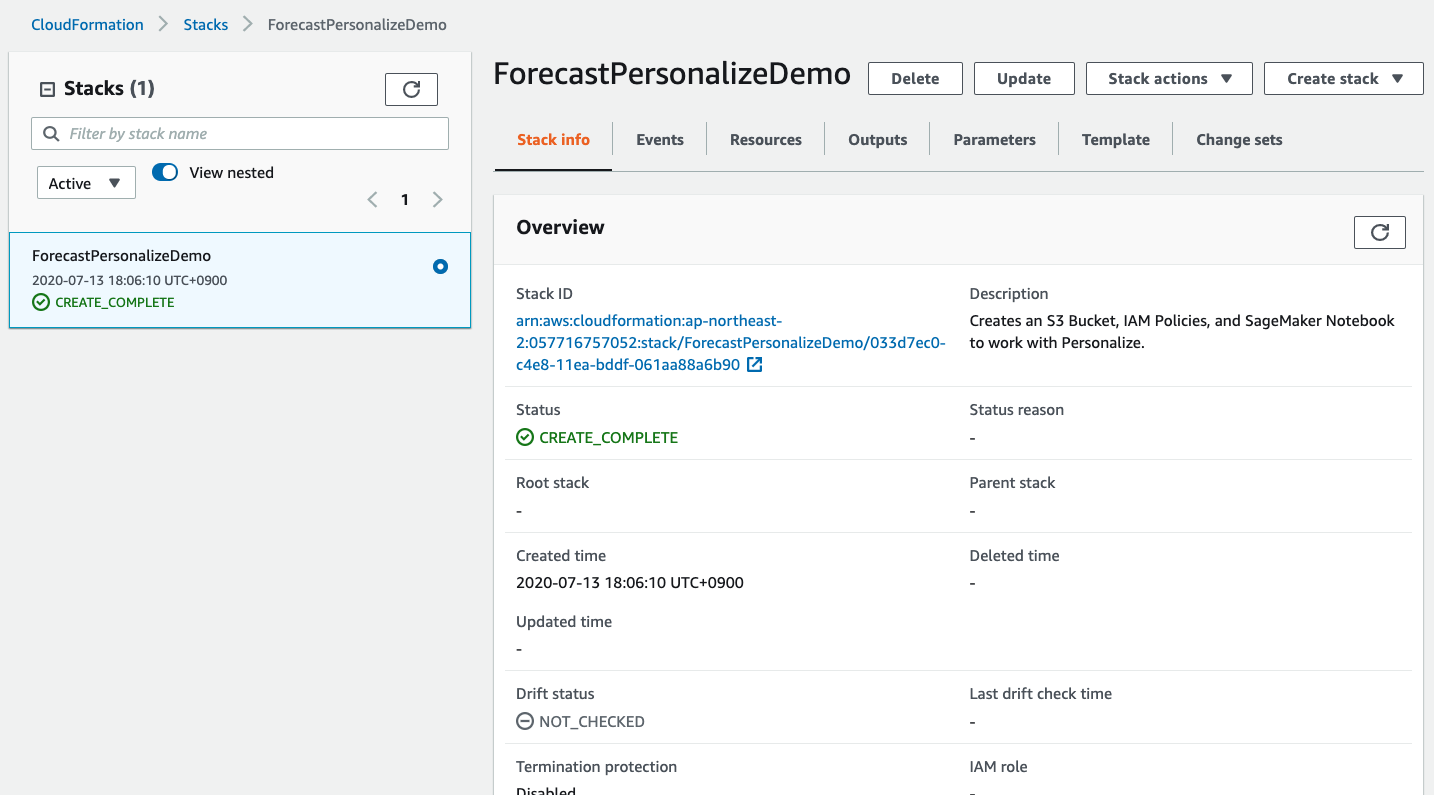 CloudFormation > Stacks > ForecastPersonalizeDemo
Stacks (1)
Filter by stack name
Active
View nested
1
ForecastPersonalizeDemo
2020-07-13 18:06:10 UTC+0900
CREATE_COMPLETE
ForecastPersonalizeDemo
Delete
Update
Stack actions
Create stack
Stack info
Events
Resources
Outputs
Parameters
Template
Change sets
Overview
Stack ID
arn:aws:cloudformation:ap-northeast-
2:057716757052:stack/ForecastPersonalizeDemo/033d7ec0-
c4e8-11ea-bddf-061aa88a6b90
Description
Creates an S3 Bucket, IAM Policies, and SageMaker Notebook
to work with Personalize.
Status
CREATE_COMPLETE
Status reason
-
Root stack
-
Parent stack
-
Created time
2020-07-13 18:06:10 UTC+0900
Deleted time
-
Updated time
-
Drift status
NOT_CHECKED
Last drift check time
-
Termination protection
Disabled
IAM role
-